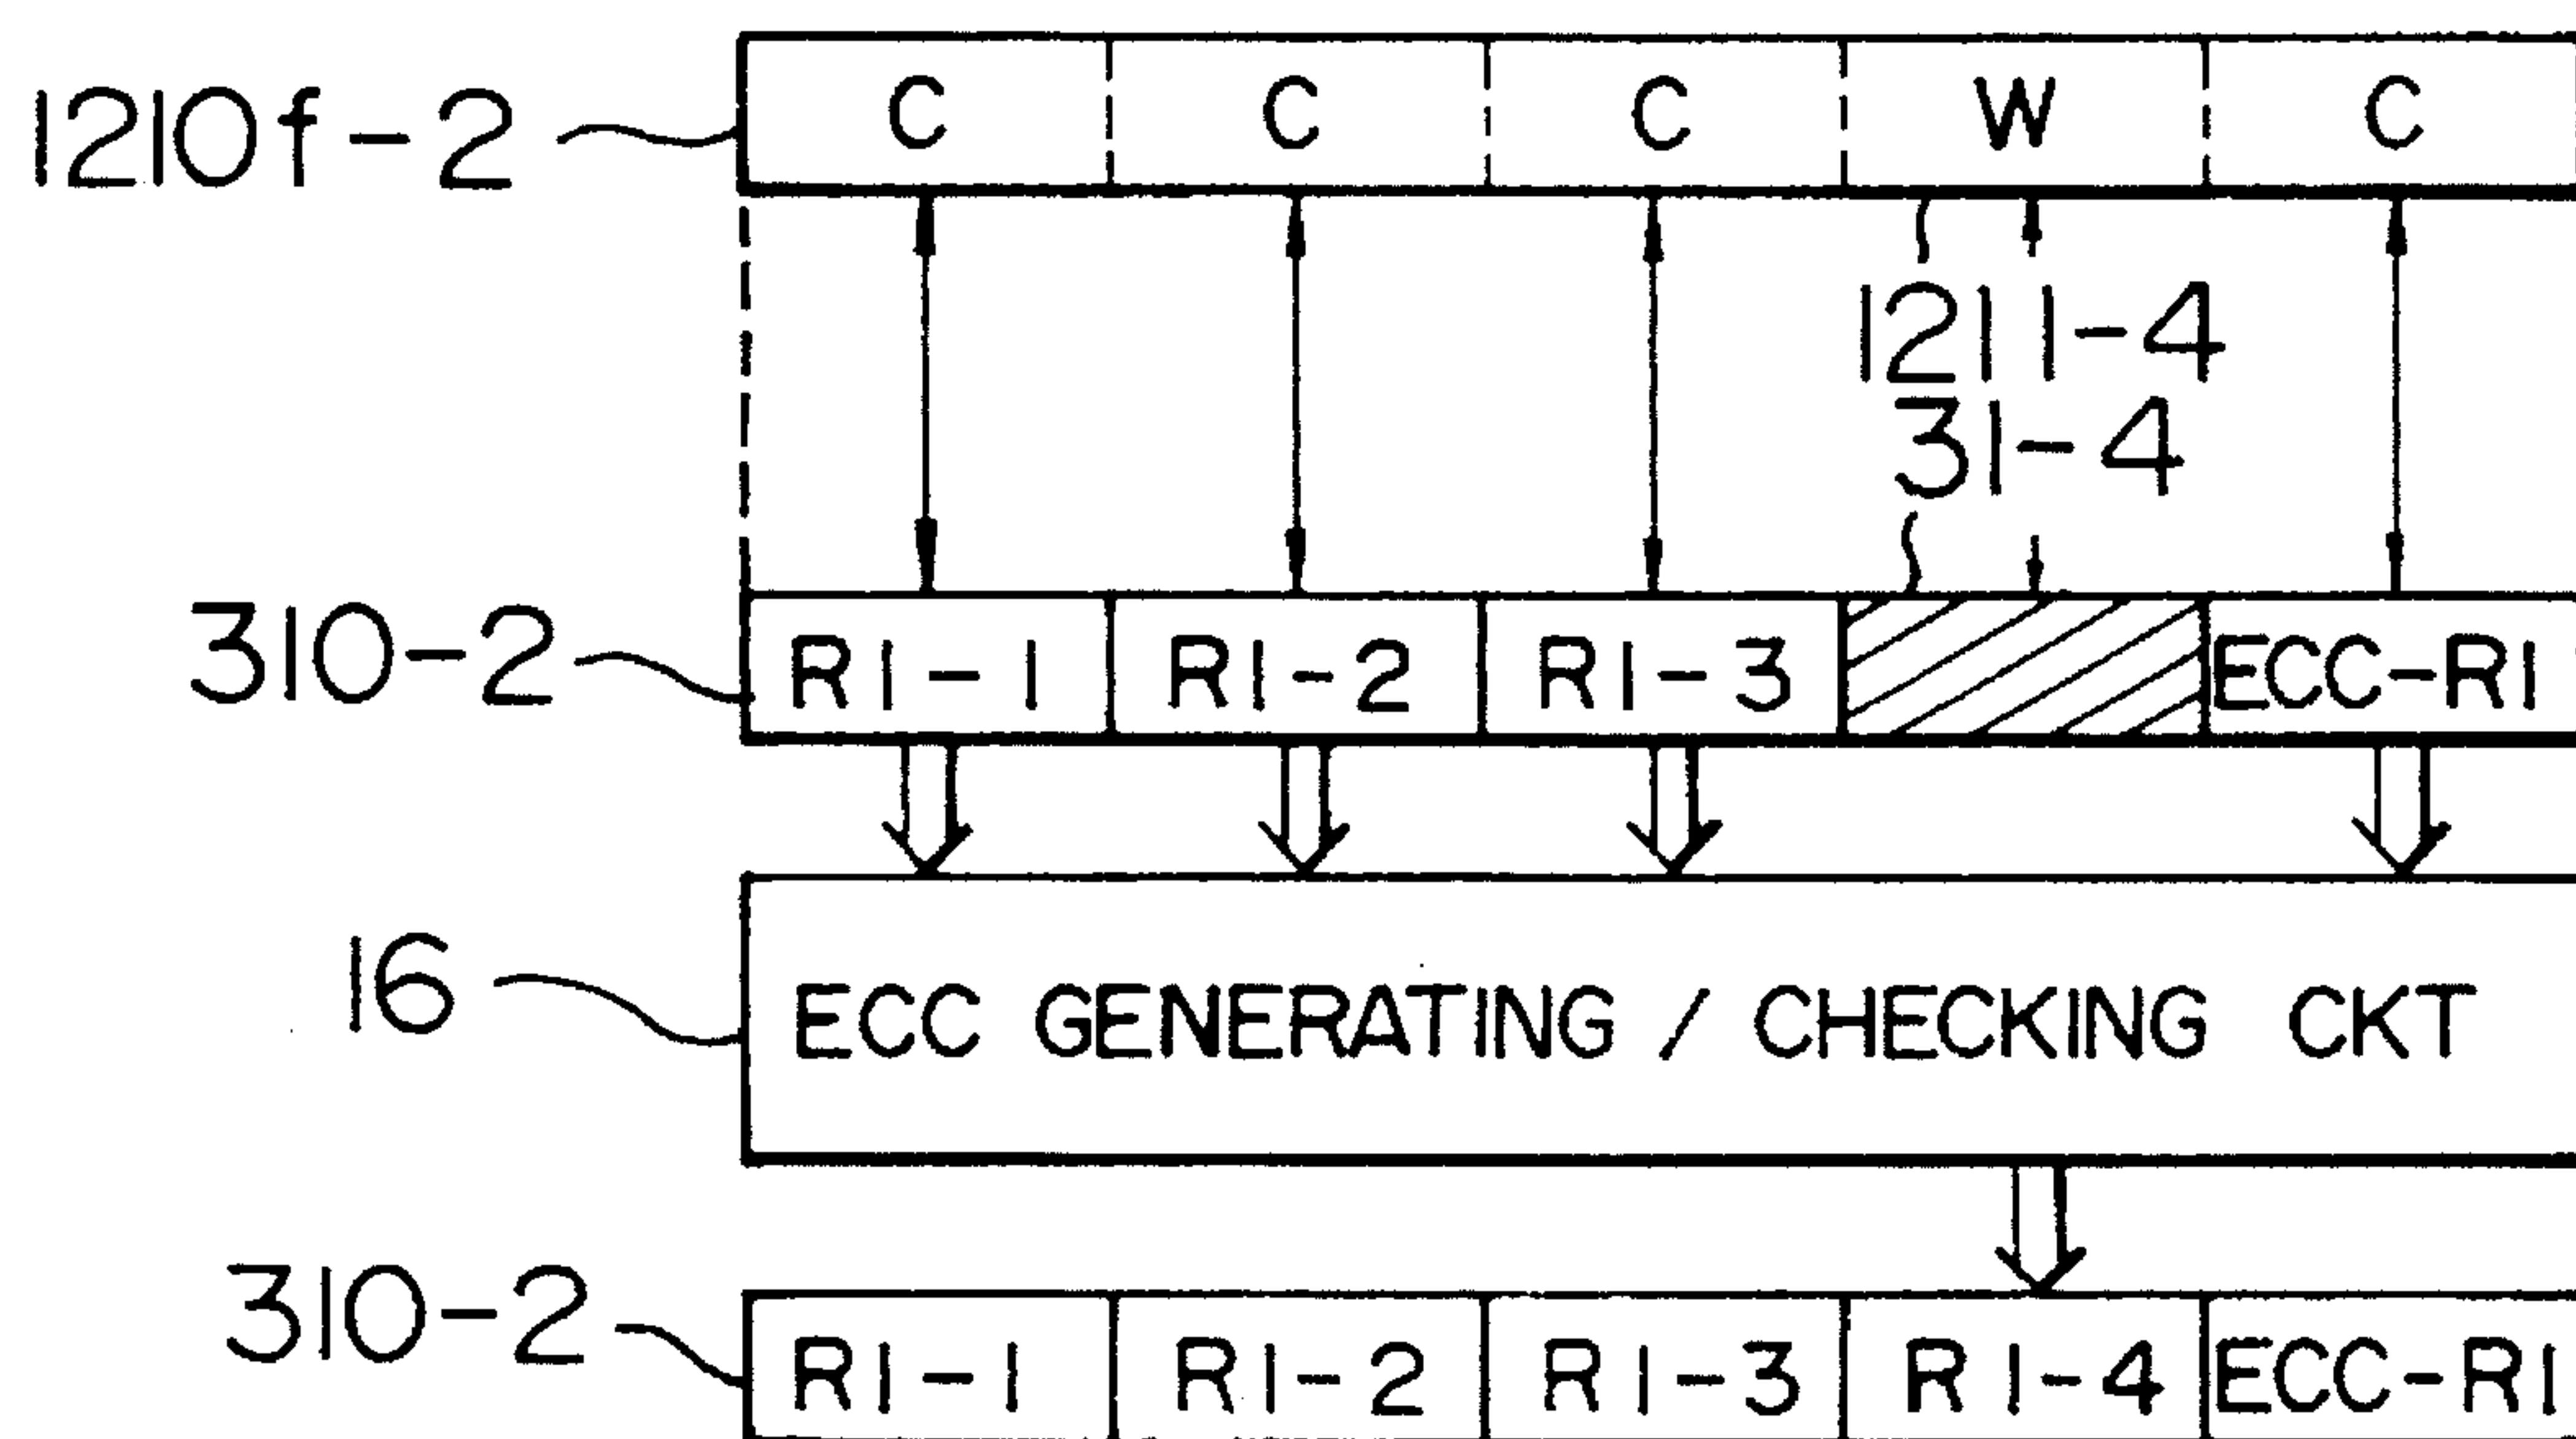 1210f-2 C C C W C
1211-4
31-4
310-2 R1-1 R1-2 R1-3 ECC-R1
16 ECC GENERATING / CHECKING CKT
310-2 R1-1 R1-2 R1-3 R1-4 ECC-R1